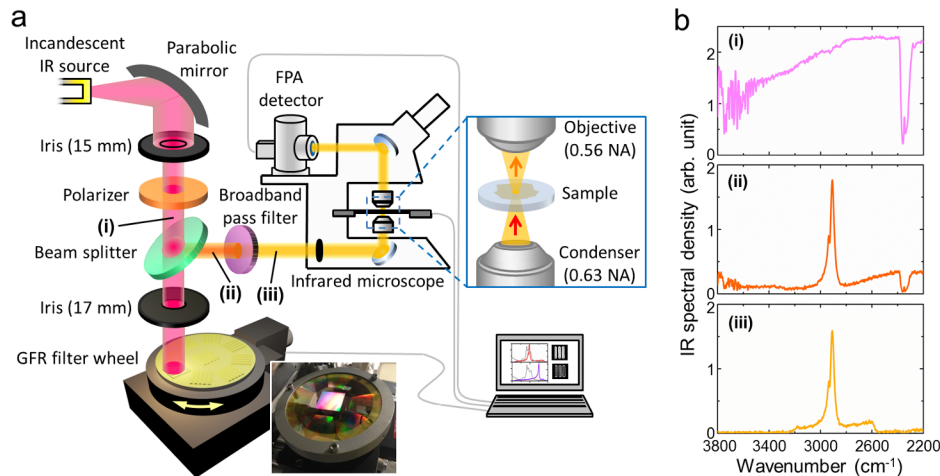 a
Incandescent
IR source
Parabolic
mirror
FPA
detector
Iris (15 mm)
Polarizer
Broadband
pass filter
(i)
Beam splitter
(ii)
(iii)
Infrared microscope
Iris (17 mm)
GFR filter wheel
Objective
(0.56 NA)
Sample
Condenser
(0.63 NA)
b
IR spectral density (arb. unit)
(i)
2
1
0
(ii)
2
1
0
(iii)
2
1
0
3800 3400 3000 2600 2200
Wavenumber (cm-1)